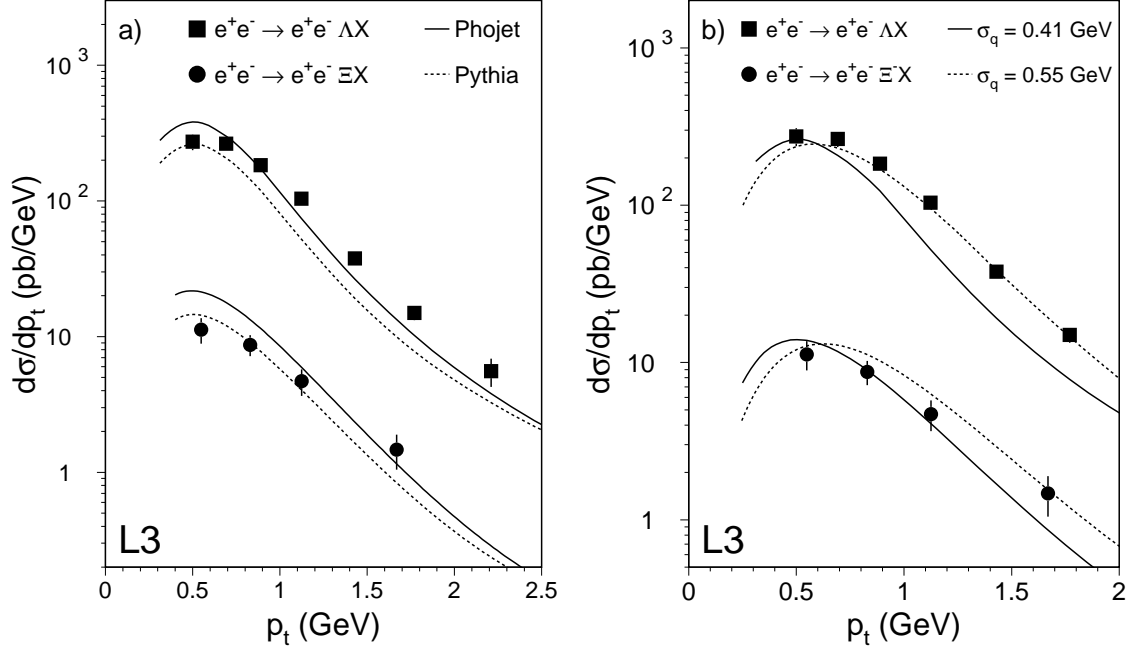 a)
■ e⁺e⁻ → e⁺e⁻ ΛX — Phojet
● e⁺e⁻ → e⁺e⁻ ΞX ---- Pythia
dσ/dpₜ (pb/GeV)
10³
10²
10
1
L3
0 0.5 1 1.5 2 2.5
pₜ (GeV)
b)
■ e⁺e⁻ → e⁺e⁻ ΛX — σ_q = 0.41 GeV
● e⁺e⁻ → e⁺e⁻ Ξ⁻X ---- σ_q = 0.55 GeV
dσ/dpₜ (pb/GeV)
10³
10²
10
1
L3
0 0.5 1 1.5 2
pₜ (GeV)